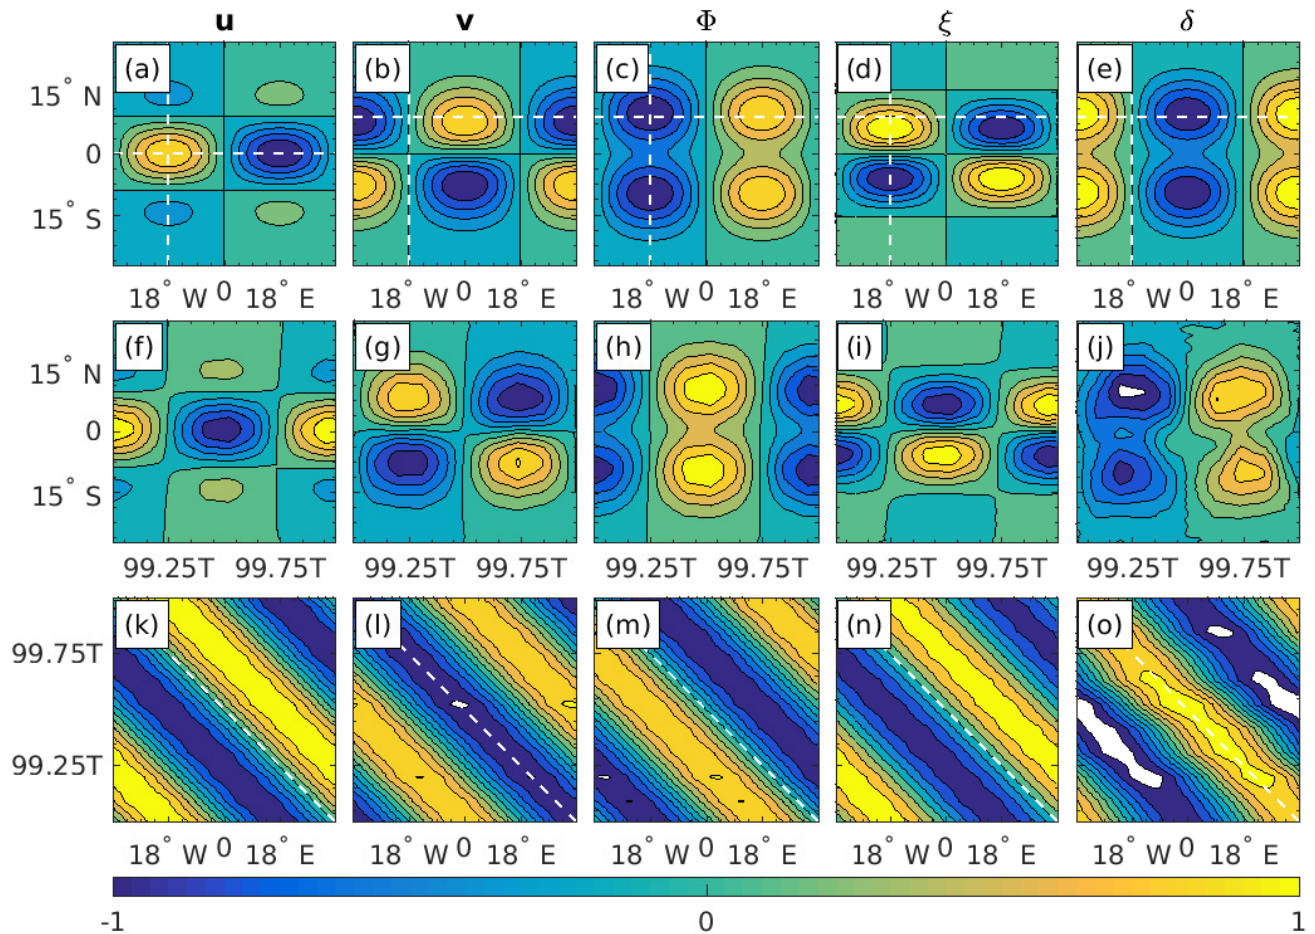 u v Φ ξ δ
(a) (b) (c) (d) (e)
15° N
0
15° S
18° W 0 18° E 18° W 0 18° E 18° W 0 18° E 18° W 0 18° E 18° W 0 18° E
(f) (g) (h) (i) (j)
15° N
0
15° S
99.25T 99.75T 99.25T 99.75T 99.25T 99.75T 99.25T 99.75T 99.25T 99.75T
(k) (l) (m) (n) (o)
99.75T
99.25T
18° W 0 18° E 18° W 0 18° E 18° W 0 18° E 18° W 0 18° E 18° W 0 18° E
-1 0 1